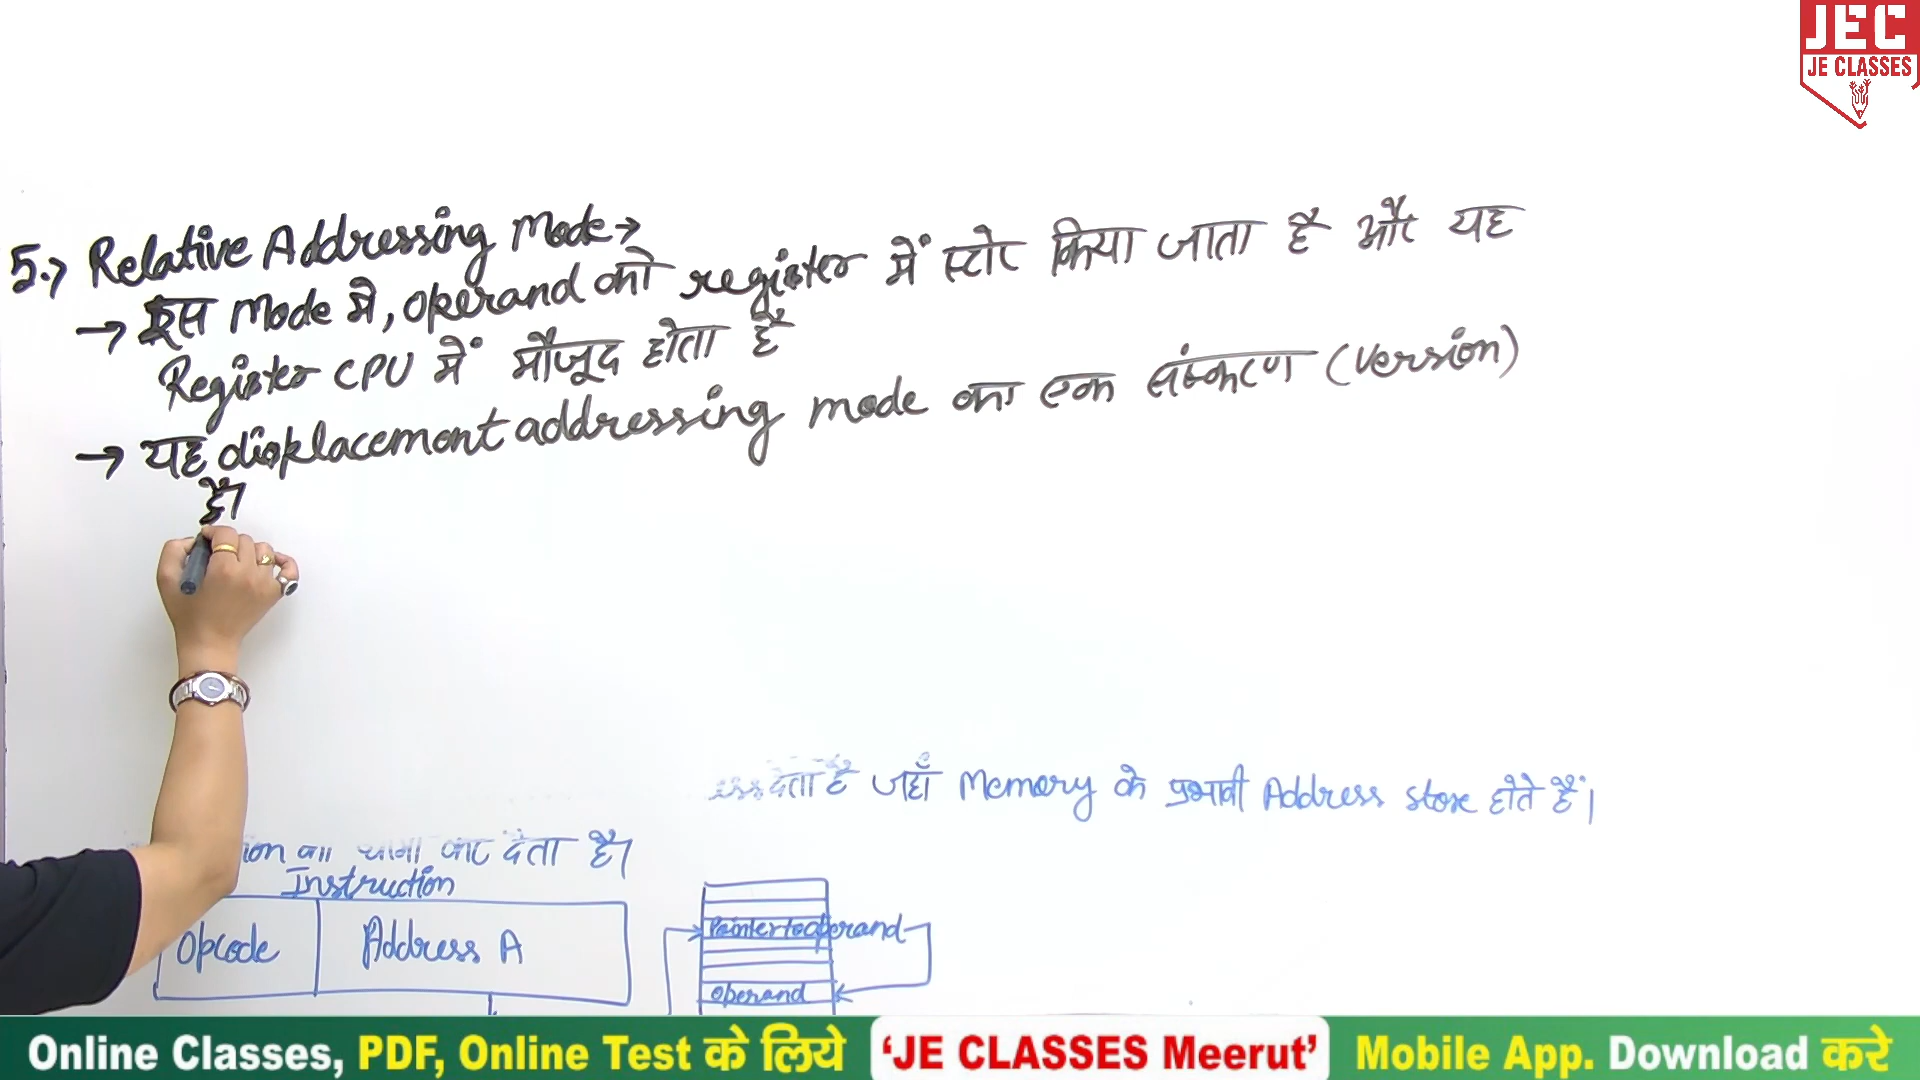 JEC
JE CLASSES
5.→ Relative Addressing Mode→
→ इस Mode मे, operand को register में स्टोर किया जाता है और यह
Register CPU में मौजूद होता है
→ यह displacement addressing mode का एक संस्करण (version)
है।
देता है जहाँ Memory के प्रभावी Address store होते हैं।
कर देता है।
Instruction
Opcode Address A
Pointer to operand
Operand
Online Classes, PDF, Online Test के लिये 'JE CLASSES Meerut' Mobile App. Download करे